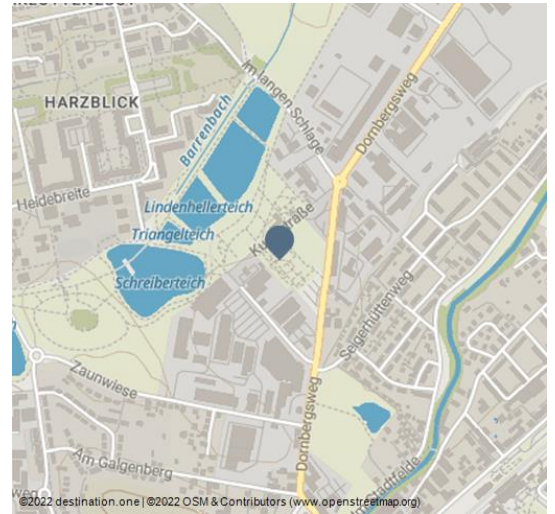 HARZBLICK
Im langen Schlage
Barrenbach
Dornbergsweg
Heidebreite
Lindenhellerteich
Triangelteich
Schreiberteich
Seigerhüttenweg
Zaunwiese
Dornbergsweg
Am Galgenberg
weg
©2022 destination.one | ©2022 OSM & Contributors (www.openstreetmap.org)